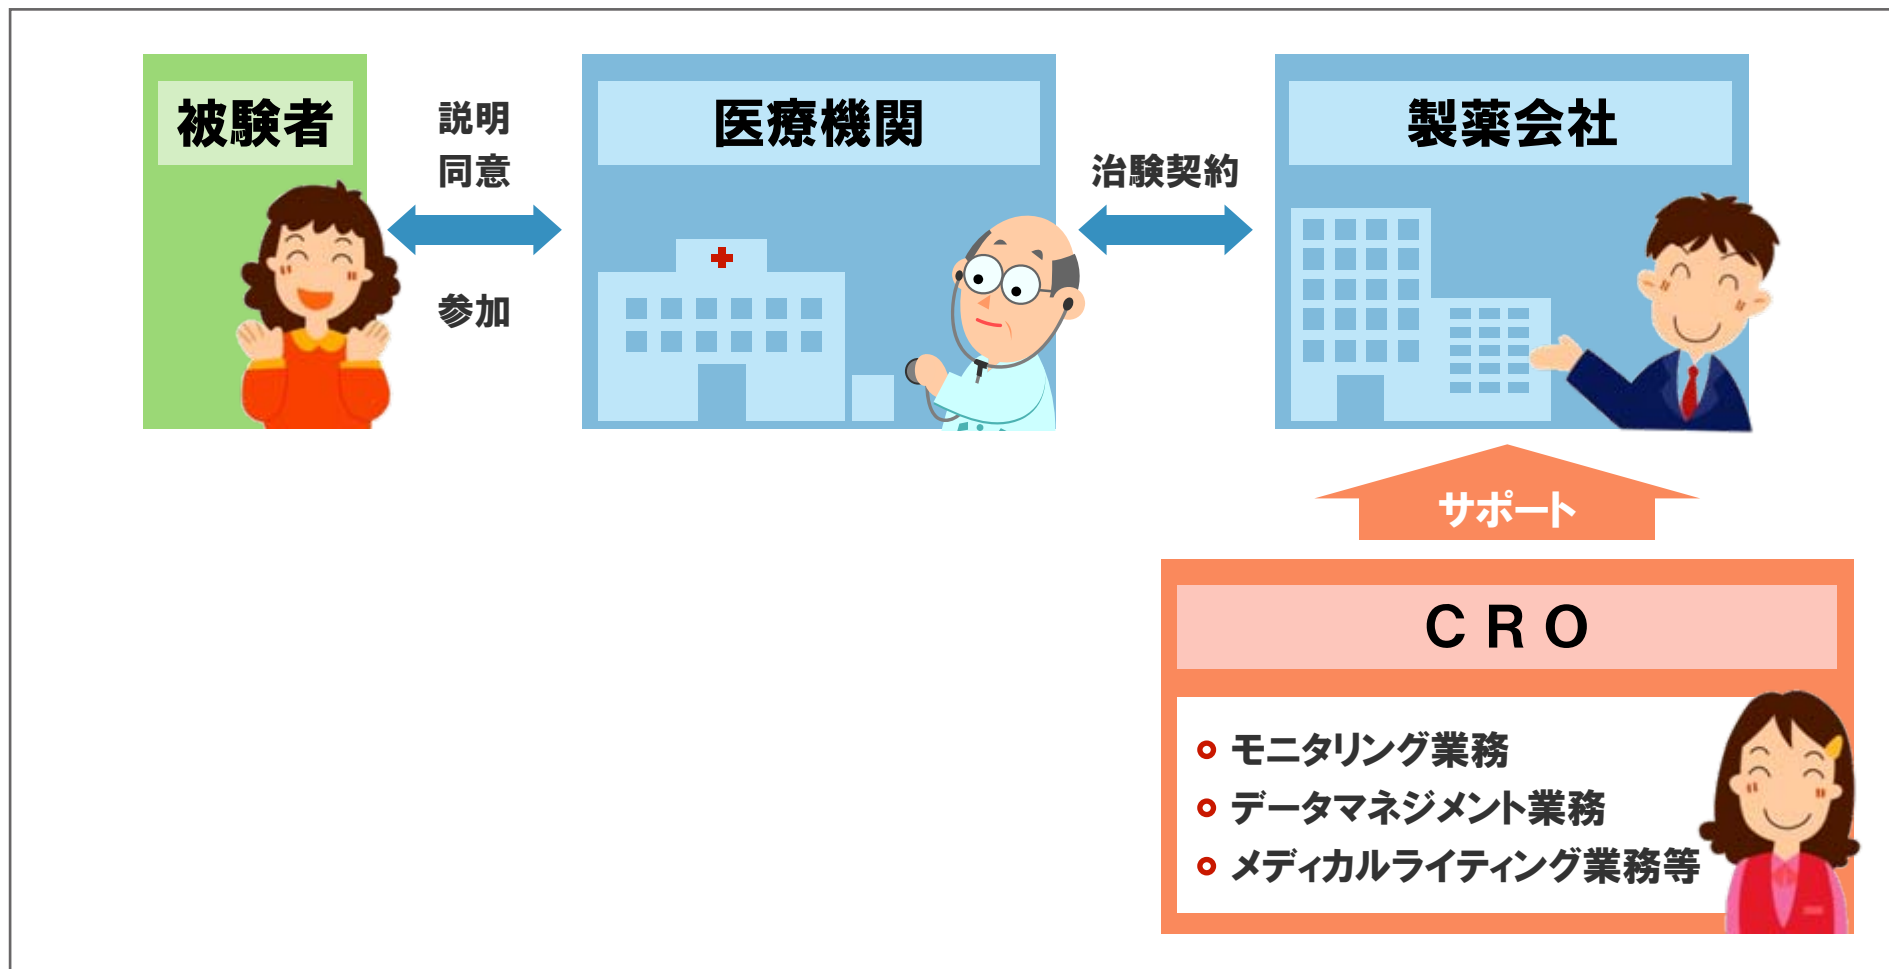 被験者
説明
同意
参加
医療機関
治験契約
製薬会社
サポート
CRO
モニタリング業務
データマネジメント業務
メディカルライティング業務等